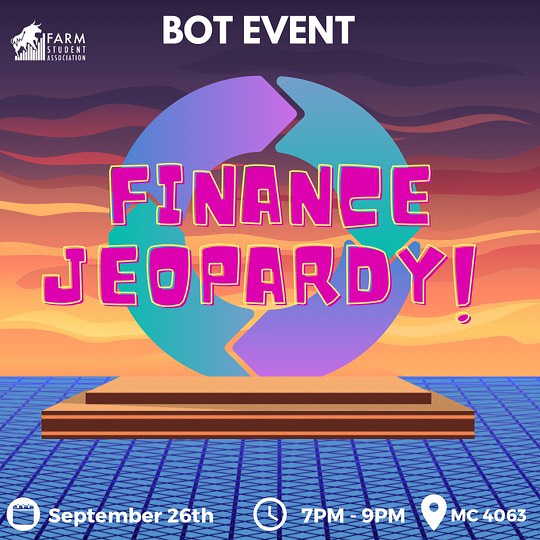 BOT EVENT
FARM
STUDENT
ASSOCIATION
FINANCE
JEOPARDY!
September 26th
7PM - 9PM
MC 4063